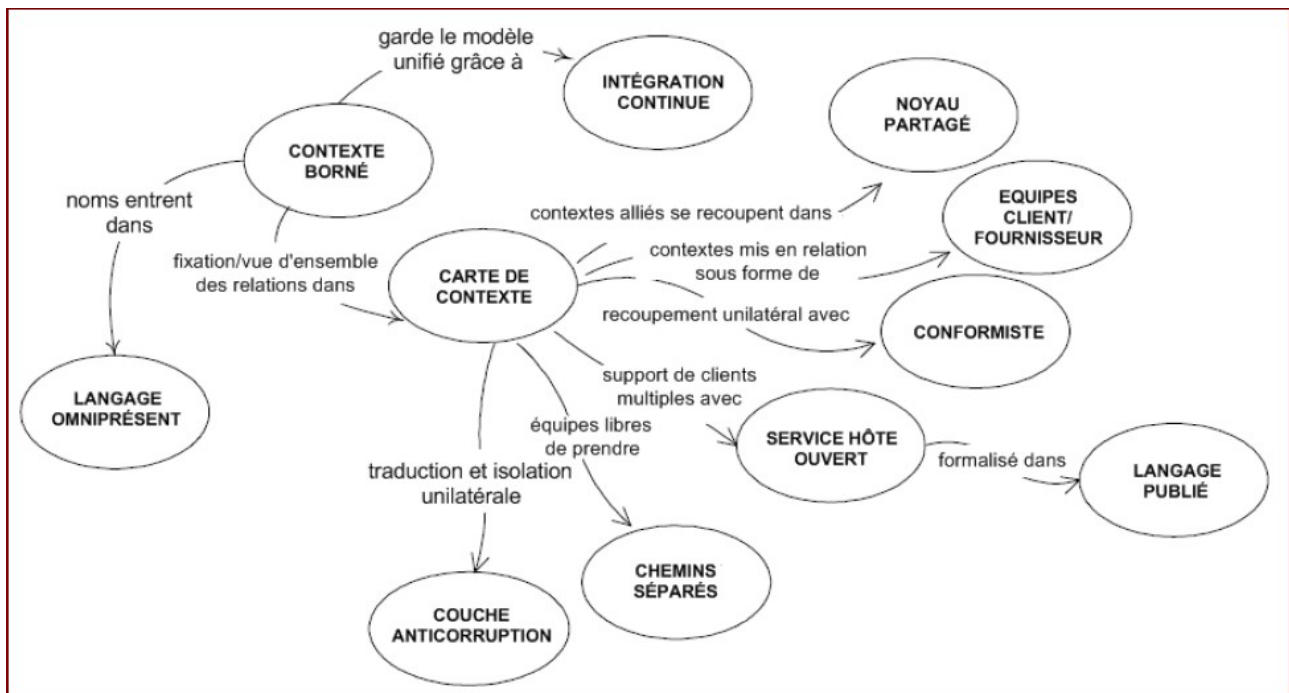 garde le modèle
unifié grâce à
INTÉGRATION
CONTINUE
NOYAU
PARTAGÉ
CONTEXTE
BORNÉ
noms entrent
dans
contextes alliés se recoupent dans
EQUIPES
CLIENT/
FOURNISSEUR
fixation/vue d'ensemble
des relations dans
CARTE DE
CONTEXTE
contextes mis en relation
sous forme de
recoupement unilatéral avec
CONFORMISTE
LANGAGE
OMNIPRÉSENT
support de clients
multiples avec
équipes libres
de prendre
SERVICE HÔTE
OUVERT
formalisé dans
LANGAGE
PUBLIÉ
traduction et isolation
unilatérale
CHEMINS
SÉPARÉS
COUCHE
ANTICORRUPTION